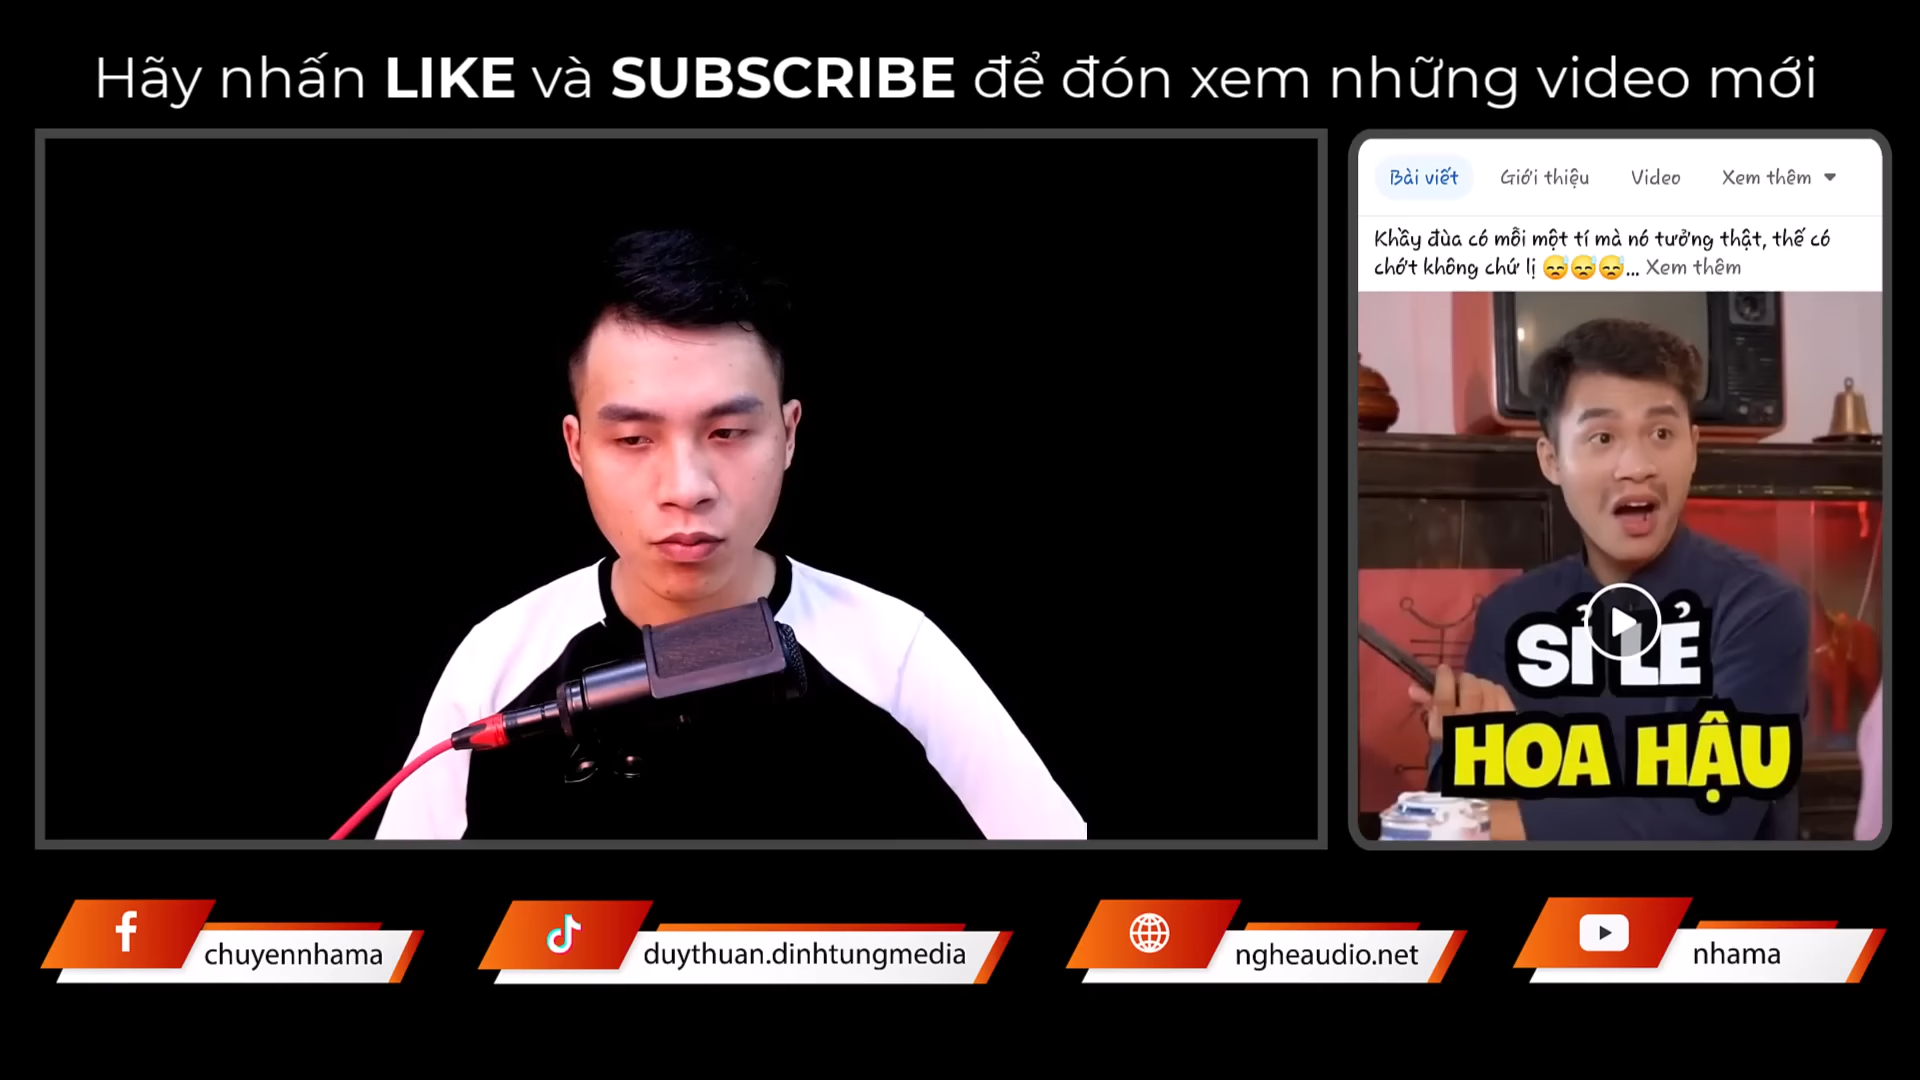 Hãy nhấn LIKE và SUBSCRIBE để đón xem những video mới
Bài viết Giới thiệu Video Xem thêm
Khầy đùa có mỗi một tí mà nó tưởng thật, thế có
chớt không chứ lị 😓😓😓... Xem thêm
SỈ LẺ
HOA HẬU
chuyennhama
duythuan.dinhtungmedia
ngheaudio.net
nhama